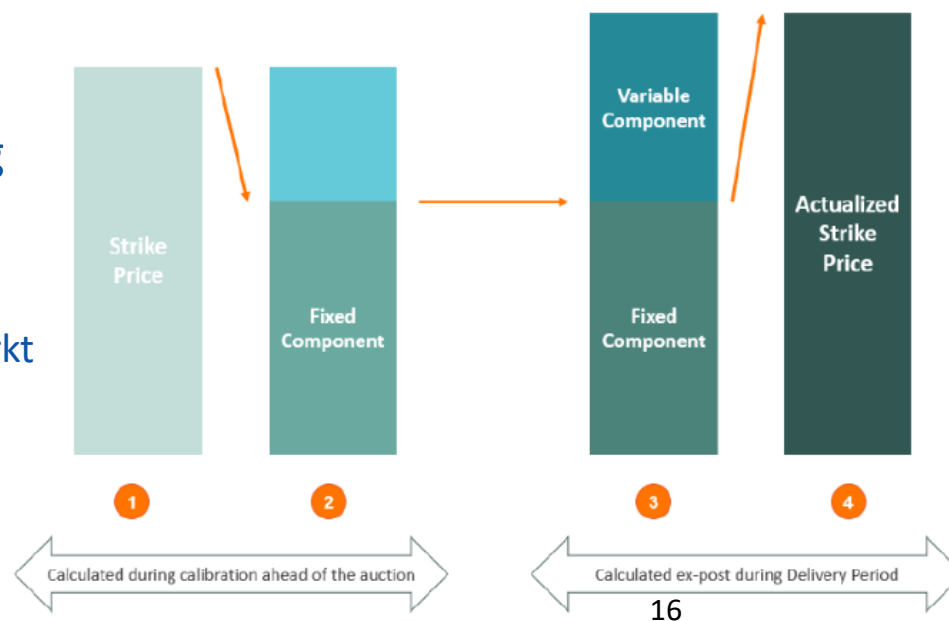 g
kt
Strike
Price
Fixed
Component
Variable
Component
Fixed
Component
Actualized
Strike
Price
1
2
3
4
Calculated during calibration ahead of the auction
Calculated ex-post during Delivery Period
16